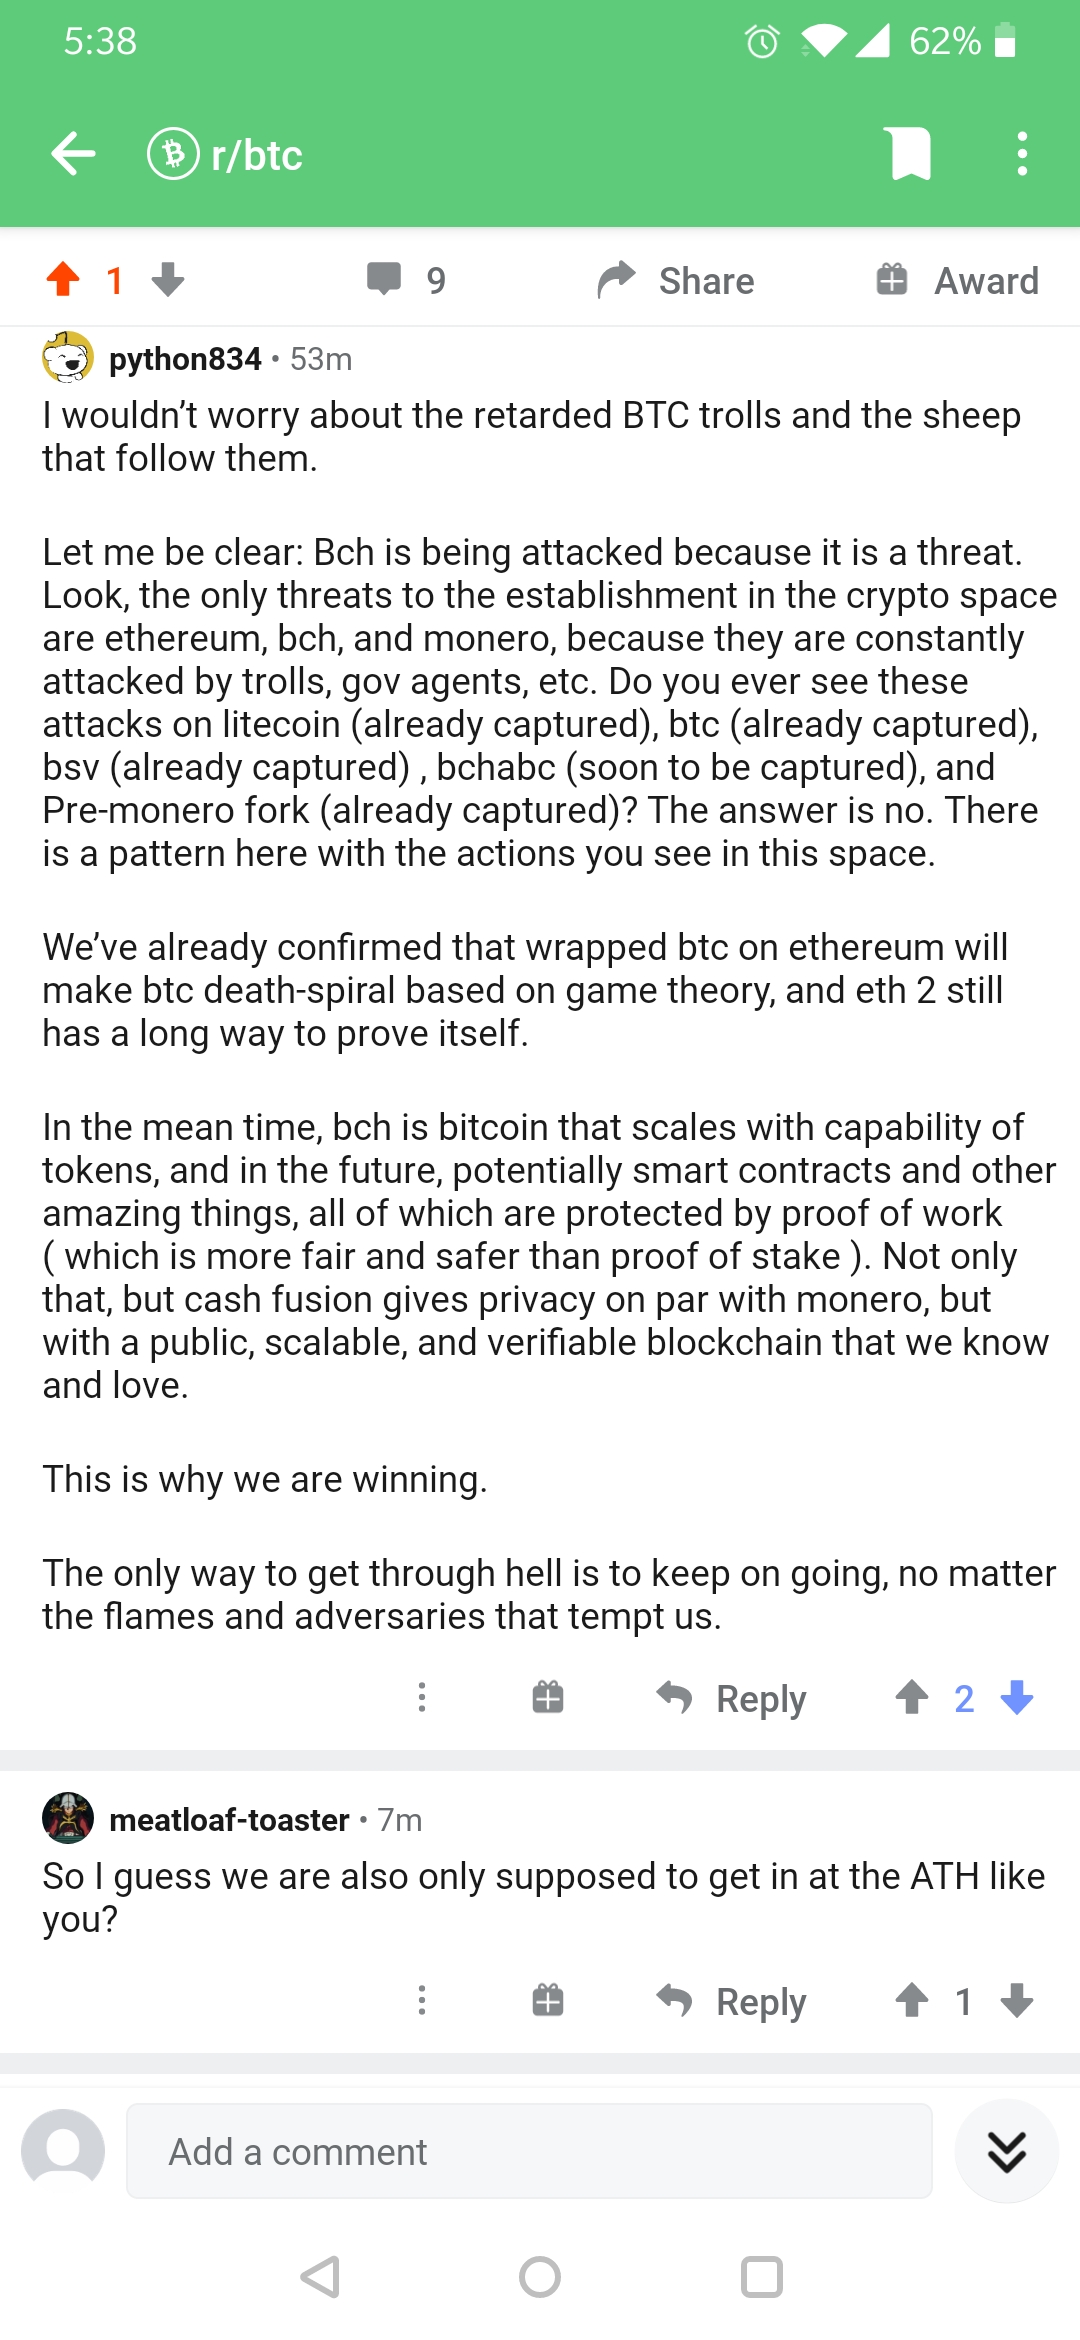 5:38
62%
r/btc
1
9
Share
Award
python834 • 53m
I wouldn't worry about the retarded BTC trolls and the sheep
that follow them.
Let me be clear: Bch is being attacked because it is a threat.
Look, the only threats to the establishment in the crypto space
are ethereum, bch, and monero, because they are constantly
attacked by trolls, gov agents, etc. Do you ever see these
attacks on litecoin (already captured), btc (already captured),
bsv (already captured) , bchabc (soon to be captured), and
Pre-monero fork (already captured)? The answer is no. There
is a pattern here with the actions you see in this space.
We've already confirmed that wrapped btc on ethereum will
make btc death-spiral based on game theory, and eth 2 still
has a long way to prove itself.
In the mean time, bch is bitcoin that scales with capability of
tokens, and in the future, potentially smart contracts and other
amazing things, all of which are protected by proof of work
( which is more fair and safer than proof of stake ). Not only
that, but cash fusion gives privacy on par with monero, but
with a public, scalable, and verifiable blockchain that we know
and love.
This is why we are winning.
The only way to get through hell is to keep on going, no matter
the flames and adversaries that tempt us.
Reply
2
meatloaf-toaster • 7m
So I guess we are also only supposed to get in at the ATH like
you?
Reply
1
Add a comment